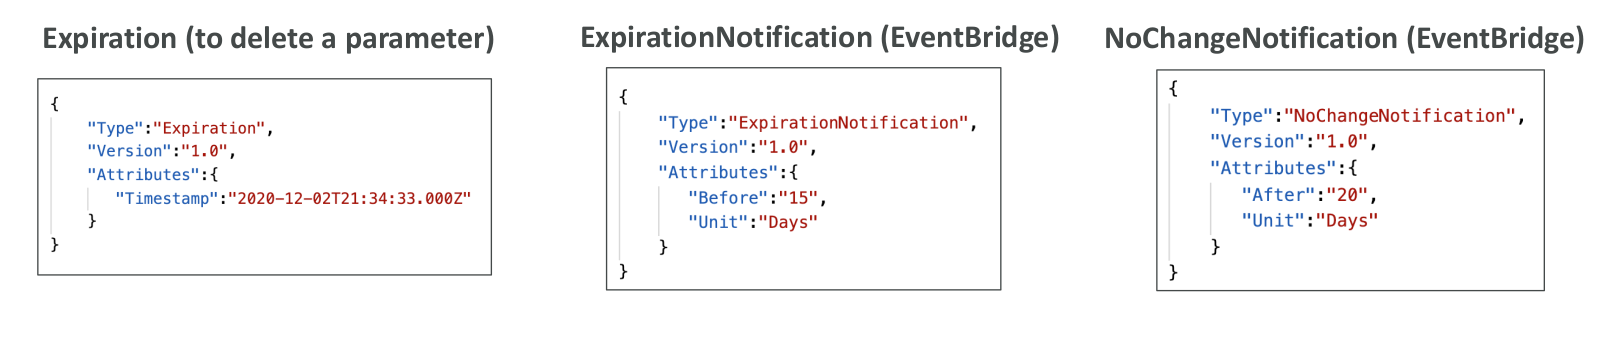 Expiration (to delete a parameter)
{
"Type":"Expiration",
"Version":"1.0",
"Attributes":{
"Timestamp":"2020-12-02T21:34:33.000Z"
}
}
ExpirationNotification (EventBridge)
{
"Type":"ExpirationNotification",
"Version":"1.0",
"Attributes":{
"Before":"15",
"Unit":"Days"
}
}
NoChangeNotification (EventBridge)
{
"Type":"NoChangeNotification",
"Version":"1.0",
"Attributes":{
"After":"20",
"Unit":"Days"
}
}